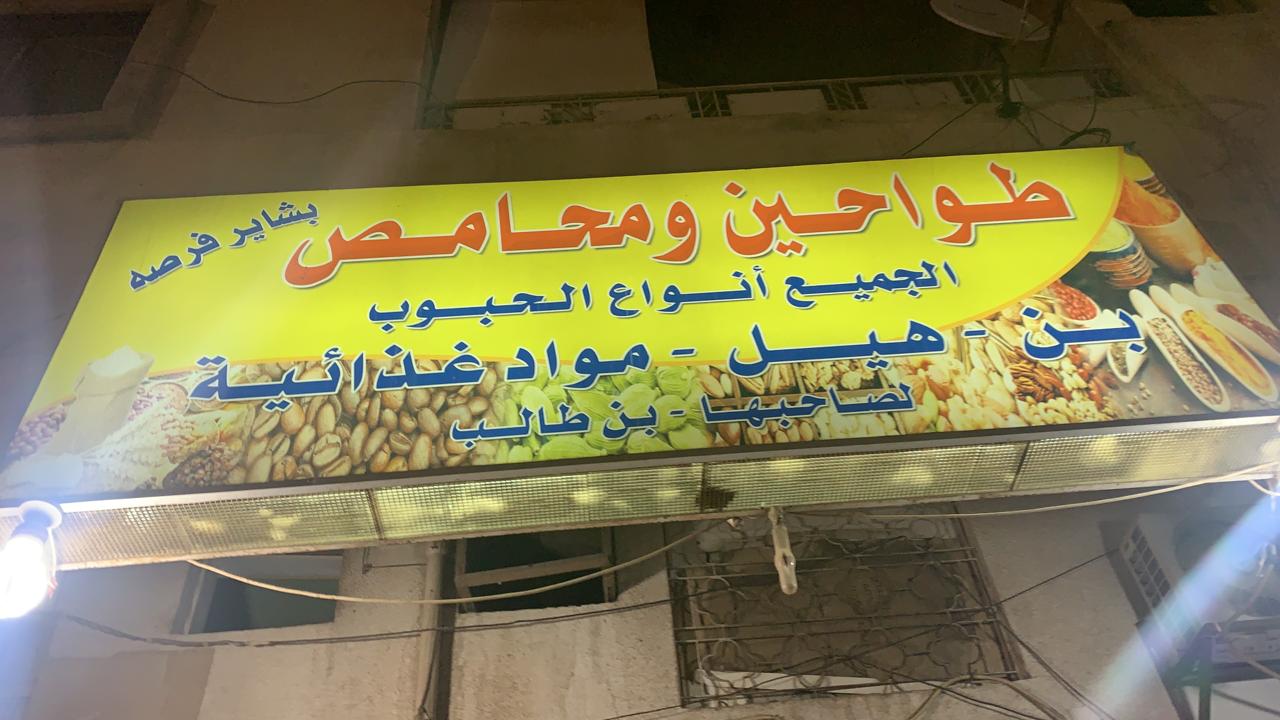 طواحين ومحامص
بشاير فرصه
الجميع أنواع الحبوب
بن - هيل - مواد غذائية
لصاحبها - بن طالب